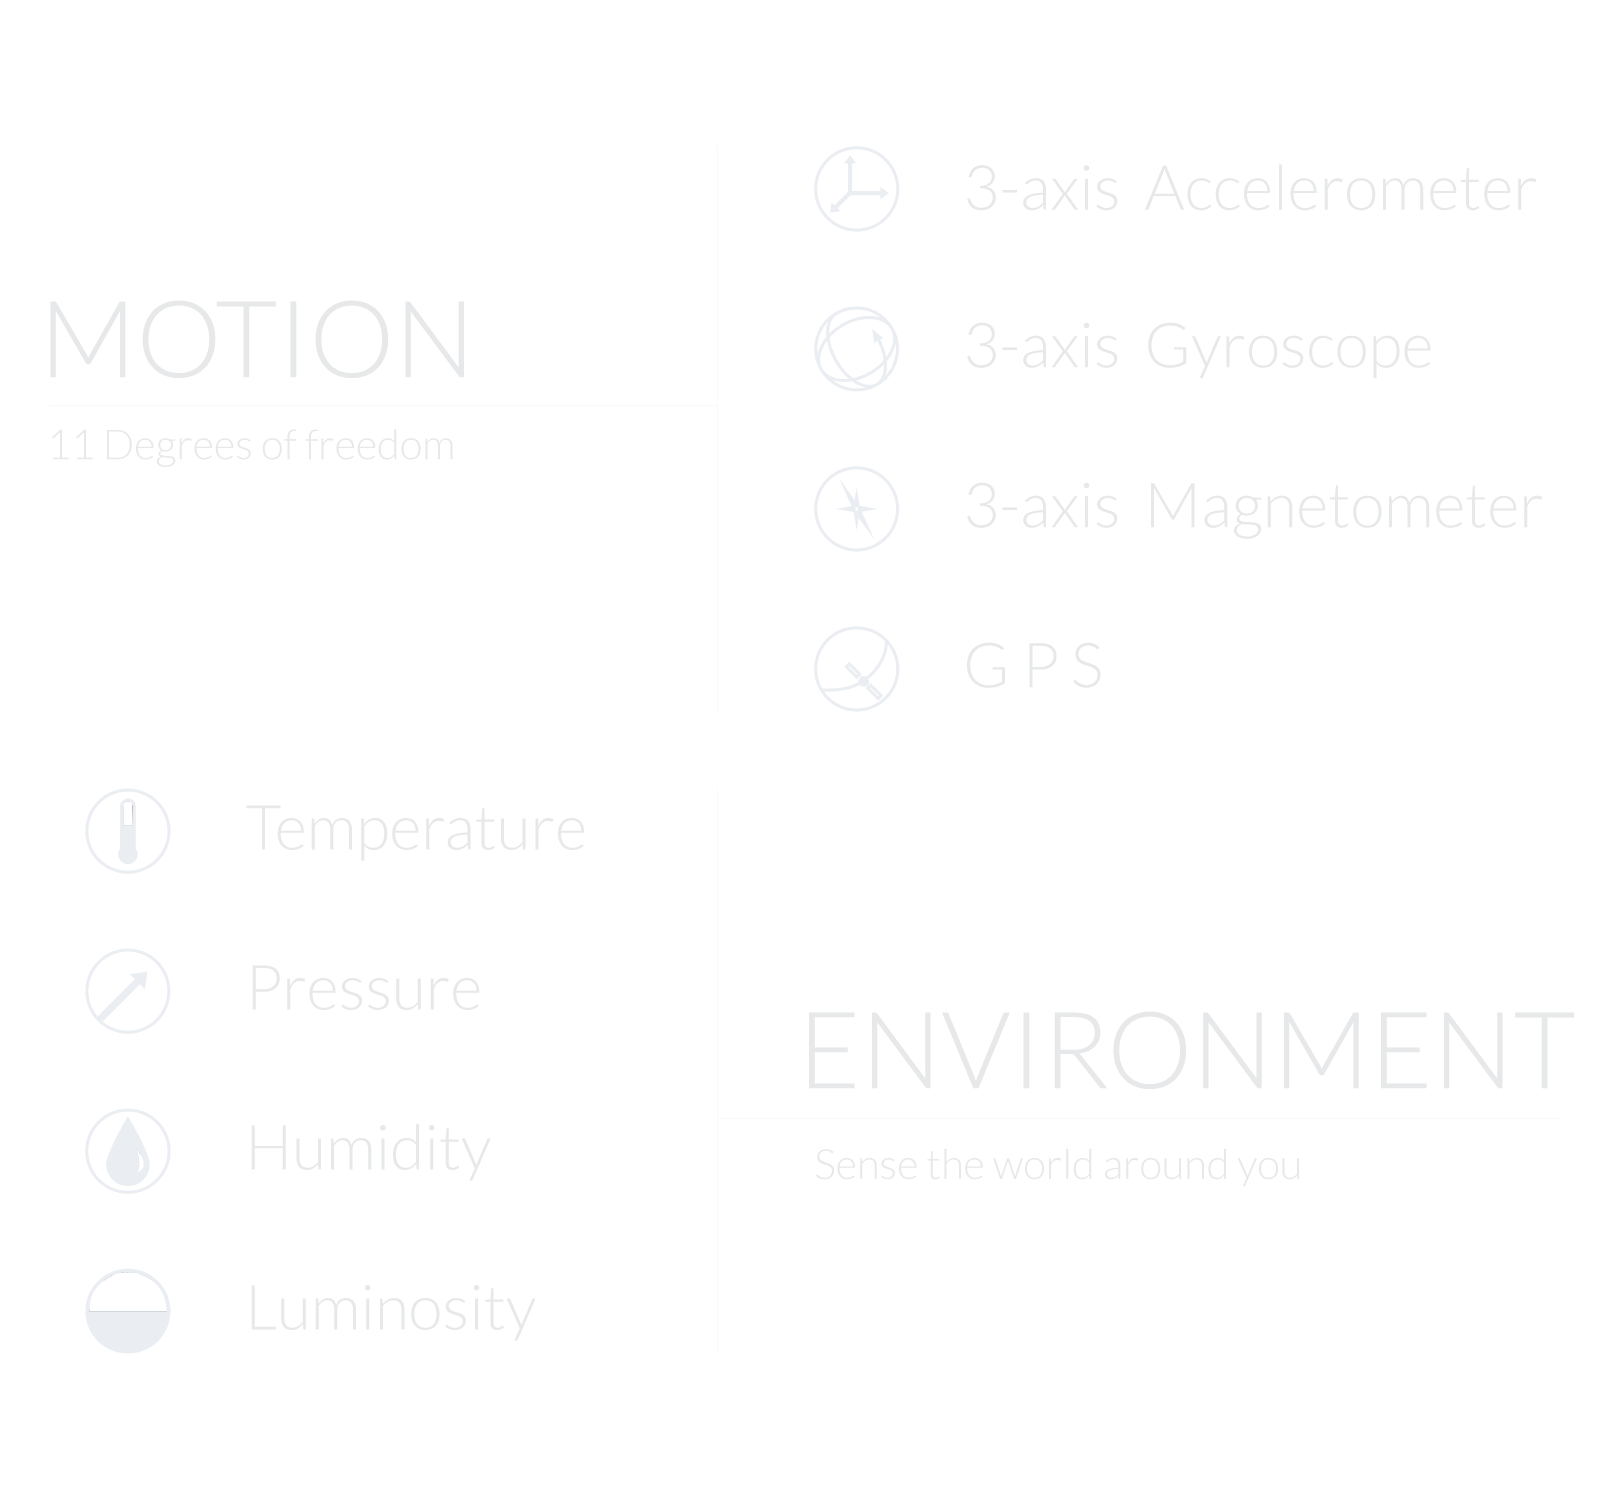 MOTION
11 Degrees of freedom
3-axis Accelerometer
3-axis Gyroscope
3-axis Magnetometer
GPS
Temperature
Pressure
Humidity
Luminosity
ENVIRONMENT
Sense the world around you